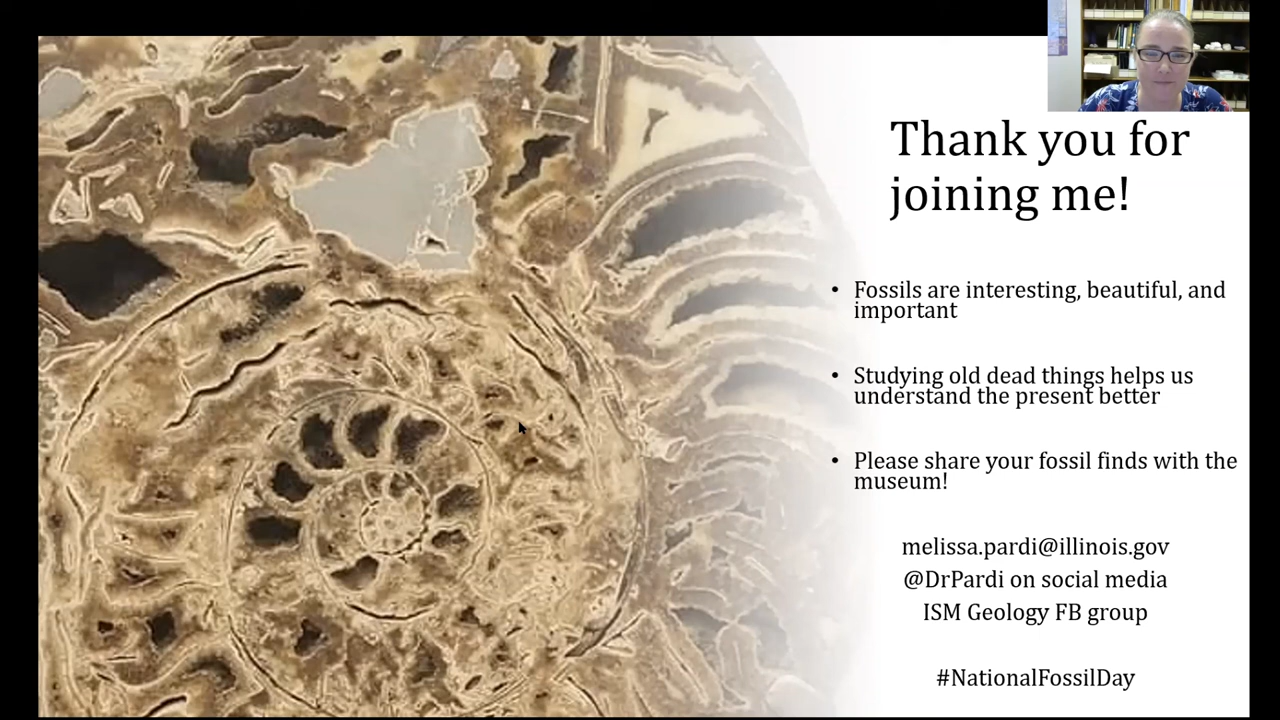 Thank you for
joining me!
• Fossils are interesting, beautiful, and
important
• Studying old dead things helps us
understand the present better
• Please share your fossil finds with the
museum!
melissa.pardi@illinois.gov
@DrPardi on social media
ISM Geology FB group
#NationalFossilDay